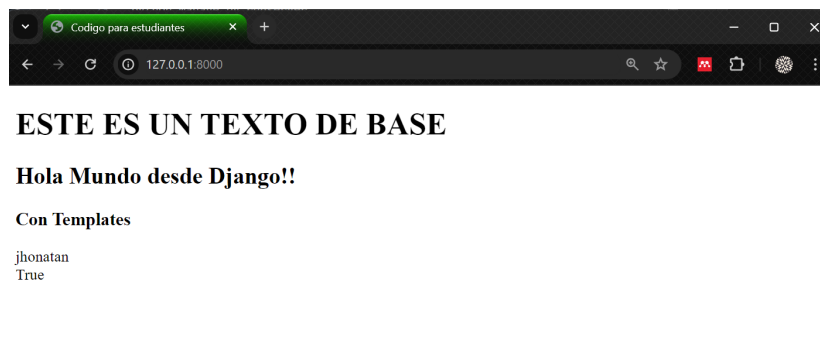 Codigo para estudiantes
127.0.0.1:8000
ESTE ES UN TEXTO DE BASE
Hola Mundo desde Django!!
Con Templates
jhonatan
True